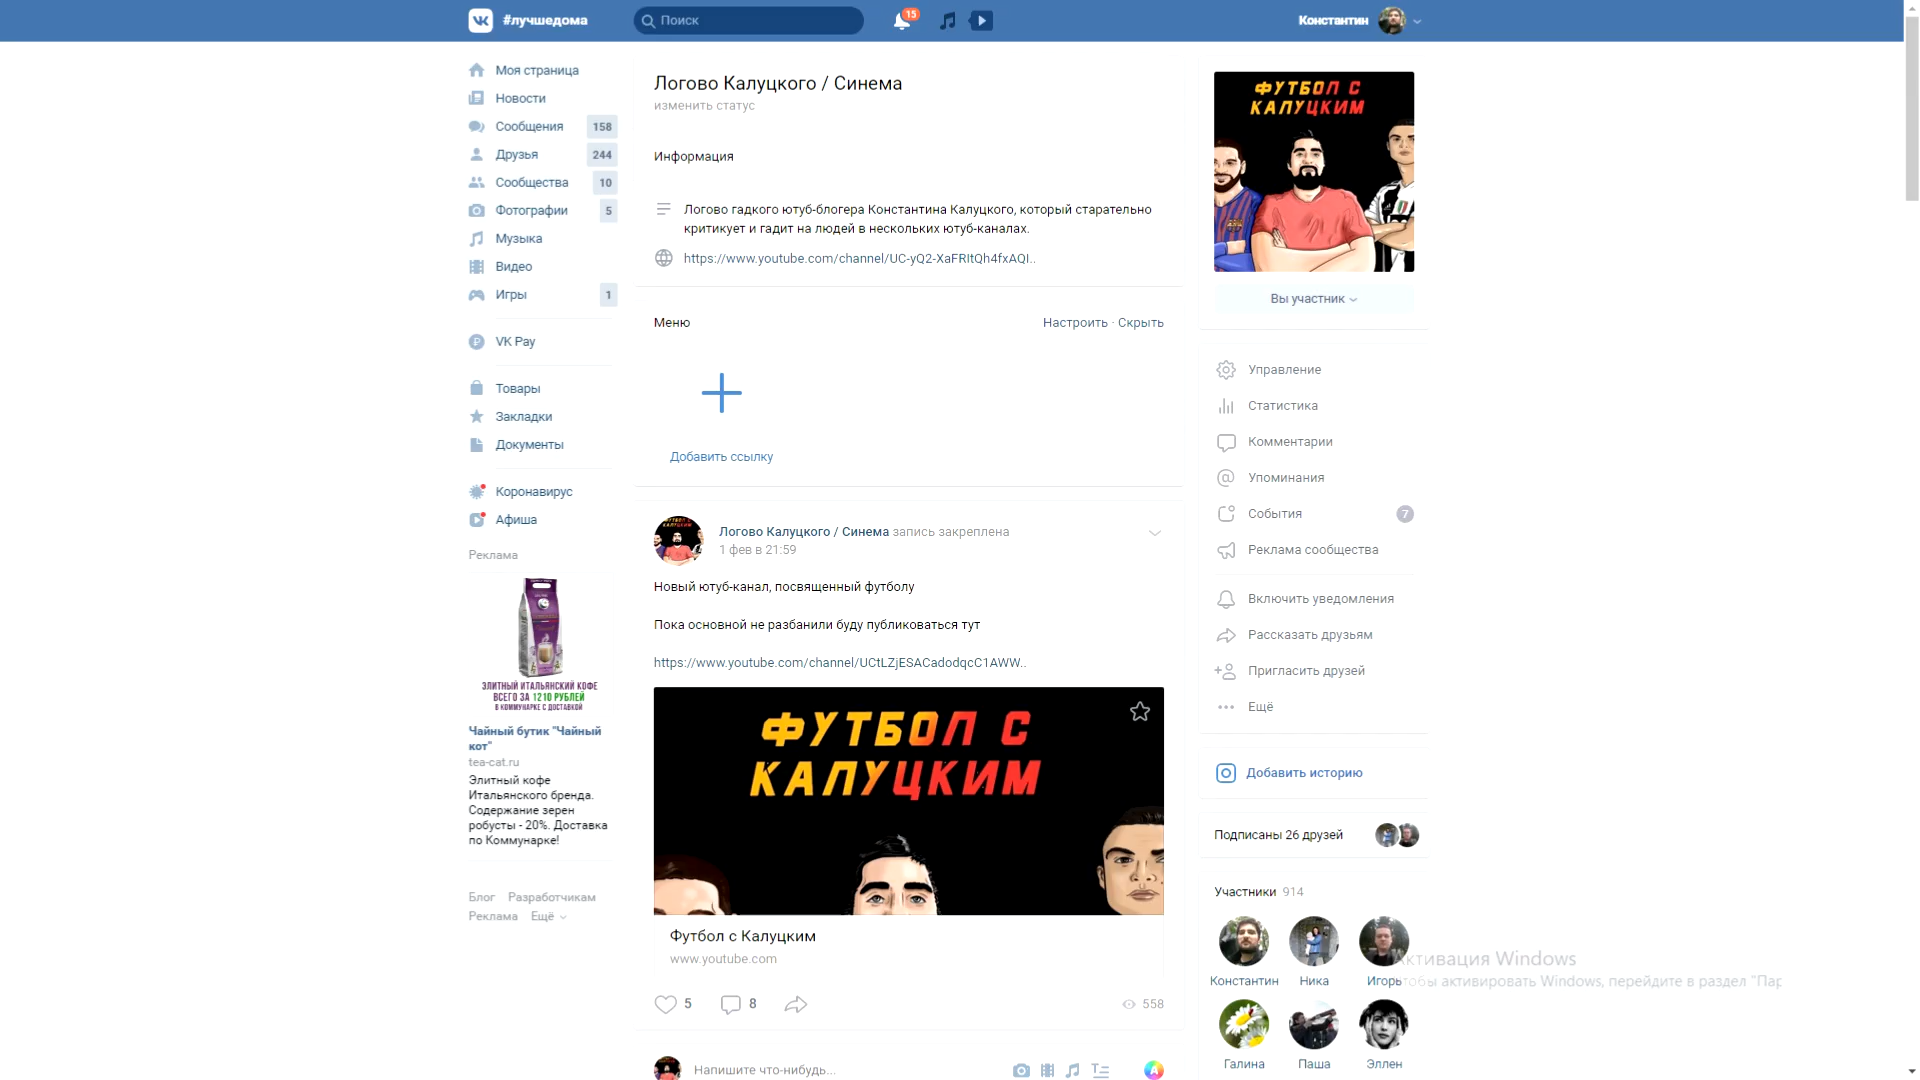 #лучшедома
Поиск
15
Константин
Моя страница
Новости
Сообщения 158
Друзья 244
Сообщества 10
Фотографии 5
Музыка
Видео
Игры 1
VK Pay
Товары
Закладки
Документы
Коронавирус
Афиша
Реклама
ЭЛИТНЫЙ ИТАЛЬЯНСКИЙ КОФЕ
ВСЕГО ЗА 1210 РУБЛЕЙ
В КОММУНАРКЕ С ДОСТАВКОЙ
Чайный бутик "Чайный
кот"
tea-cat.ru
Элитный кофе
Итальянского бренда.
Содержание зерен
робусты - 20%. Доставка
по Коммунарке!
Блог Разработчикам
Реклама Ещё
Логово Калуцкого / Синема
изменить статус
Информация
Логово гадкого ютуб-блогера Константина Калуцкого, который старательно
критикует и гадит на людей в нескольких ютуб-каналах.
https://www.youtube.com/channel/UC-yQ2-XaFRItQh4fxAQI..
Меню
Настроить · Скрыть
Добавить ссылку
Логово Калуцкого / Синема запись закреплена
1 фев в 21:59
Новый ютуб-канал, посвященный футболу
Пока основной не разбанили буду публиковаться тут
https://www.youtube.com/channel/UCtLZjESACadodqcC1AWW..
ФУТБОЛ С
КАЛУЦКИМ
Футбол с Калуцким
www.youtube.com
5 8
558
Напишите что-нибудь...
ФУТБОЛ С
КАЛУЦКИМ
Вы участник
Управление
Статистика
Комментарии
Упоминания
События 7
Реклама сообщества
Включить уведомления
Рассказать друзьям
Пригласить друзей
Ещё
Добавить историю
Подписаны 26 друзей
Участники 914
Константин Ника Игорь
Галина Паша Эллен
Активация Windows
Чтобы активировать Windows, перейдите в раздел "Пар